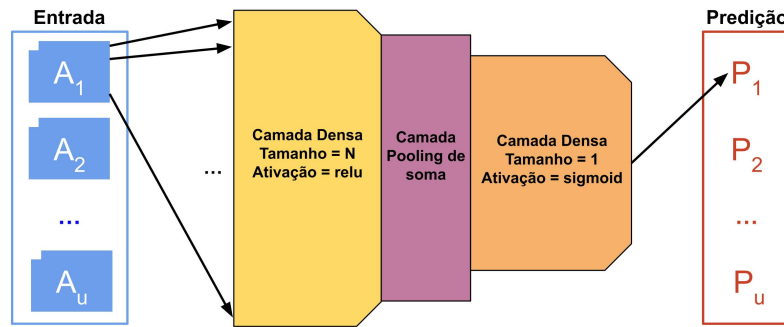 Entrada
A1
A2
...
Au
...
Camada Densa
Tamanho = N
Ativação = relu
Camada
Pooling de
soma
Camada Densa
Tamanho = 1
Ativação = sigmoid
Predição
P1
P2
...
Pu